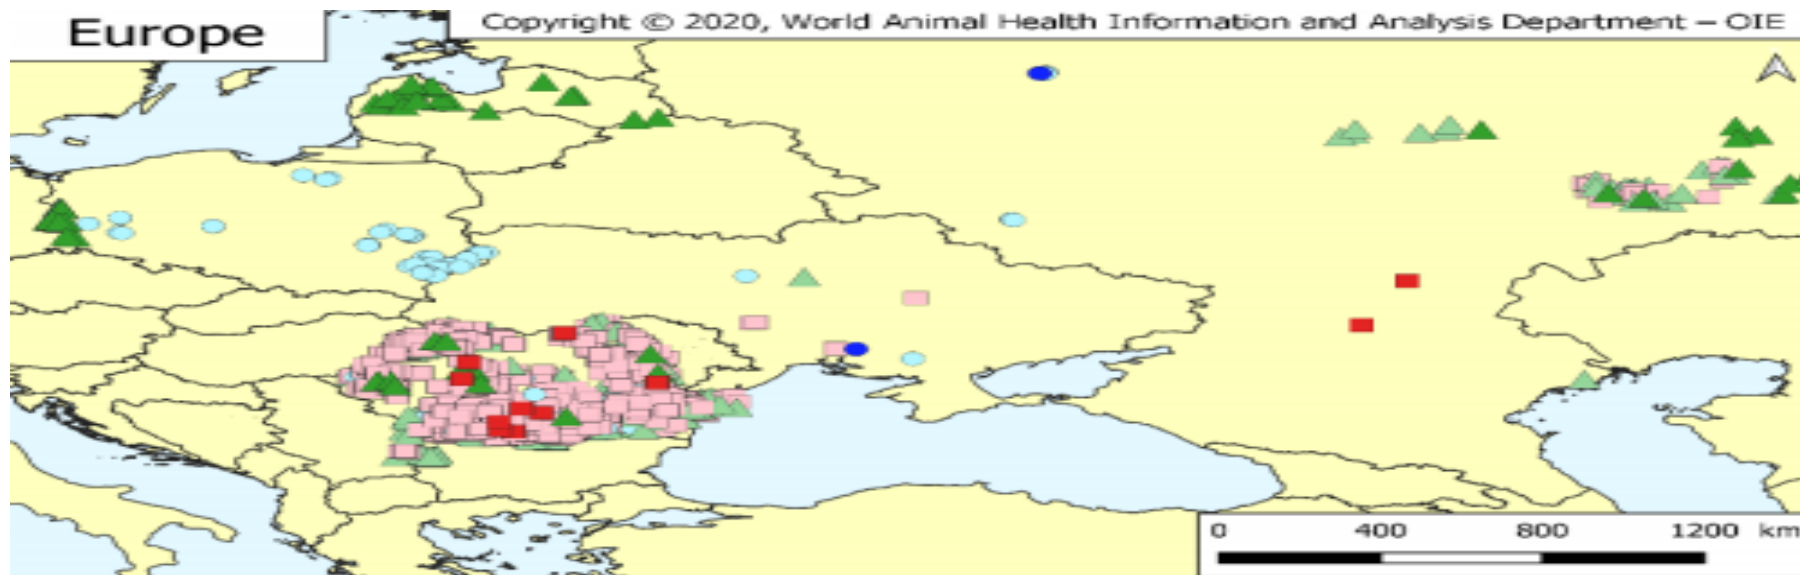 Europe
Copyright © 2020, World Animal Health Information and Analysis Department – OIE
0 400 800 1200 km